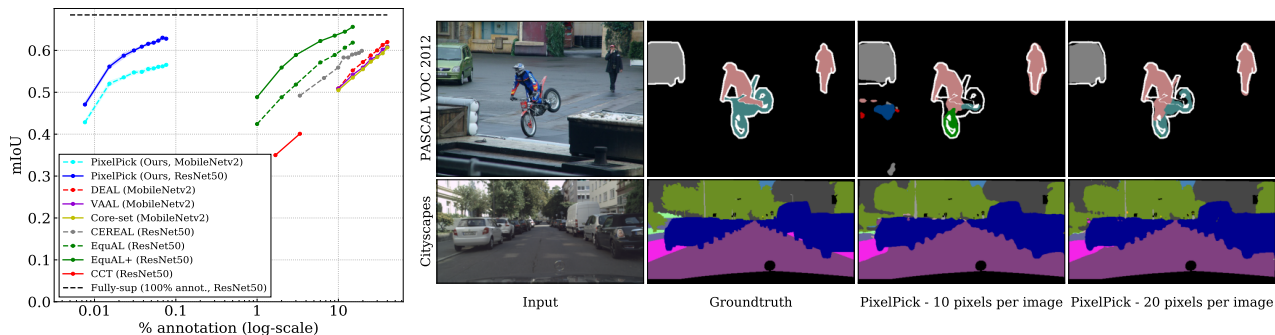 0.6
0.5
0.4
0.3
0.2
0.1
0.0
mIoU
0.01
0.1
1
10
% annotation (log-scale)
PixelPick (Ours, MobileNetv2)
PixelPick (Ours, ResNet50)
DEAL (MobileNetv2)
VAAL (MobileNetv2)
Core-set (MobileNetv2)
CEREAL (ResNet50)
EquAL (ResNet50)
EquAL+ (ResNet50)
CCT (ResNet50)
Fully-sup (100% annot., ResNet50)
PASCAL VOC 2012
Cityscapes
Input
Groundtruth
PixelPick - 10 pixels per image
PixelPick - 20 pixels per image